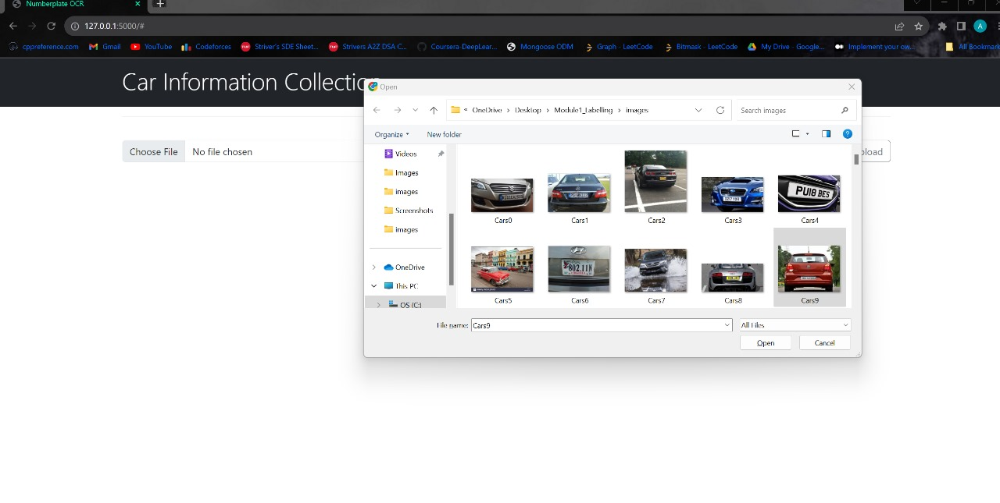 Numberplate OCR
127.0.0.1:5000/#
A
cppreference.com Gmail YouTube Codeforces Striver's SDE Sheet... Strivers A2Z DSA C... Coursera-DeepLear... Mongoose ODM Graph - LeetCode Bitmask - LeetCode My Drive - Google... Implement your ow... All Bookmark
Car Information Collection
Open
« OneDrive > Desktop > Module1_Labelling > images
Search images
Organize
New folder
Choose File No file chosen
pload
Videos
Images
images
Screenshots
images
OneDrive
This PC
OS (C:)
PU18 BES
Cars0 Cars1 Cars2 Cars3 Cars4
802.11N
Cars5 Cars6 Cars7 Cars8 Cars9
File name: Cars9
All Files
Open Cancel